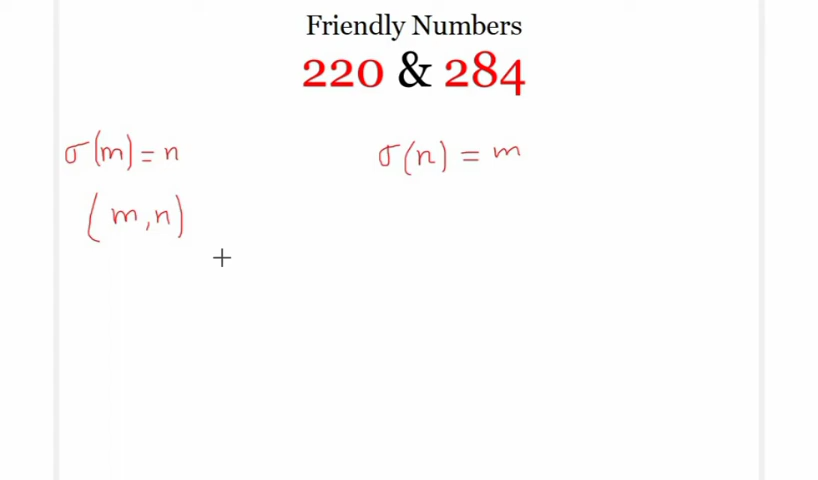 Friendly Numbers
220 & 284
σ(m) = n σ(n) = m
(m, n)